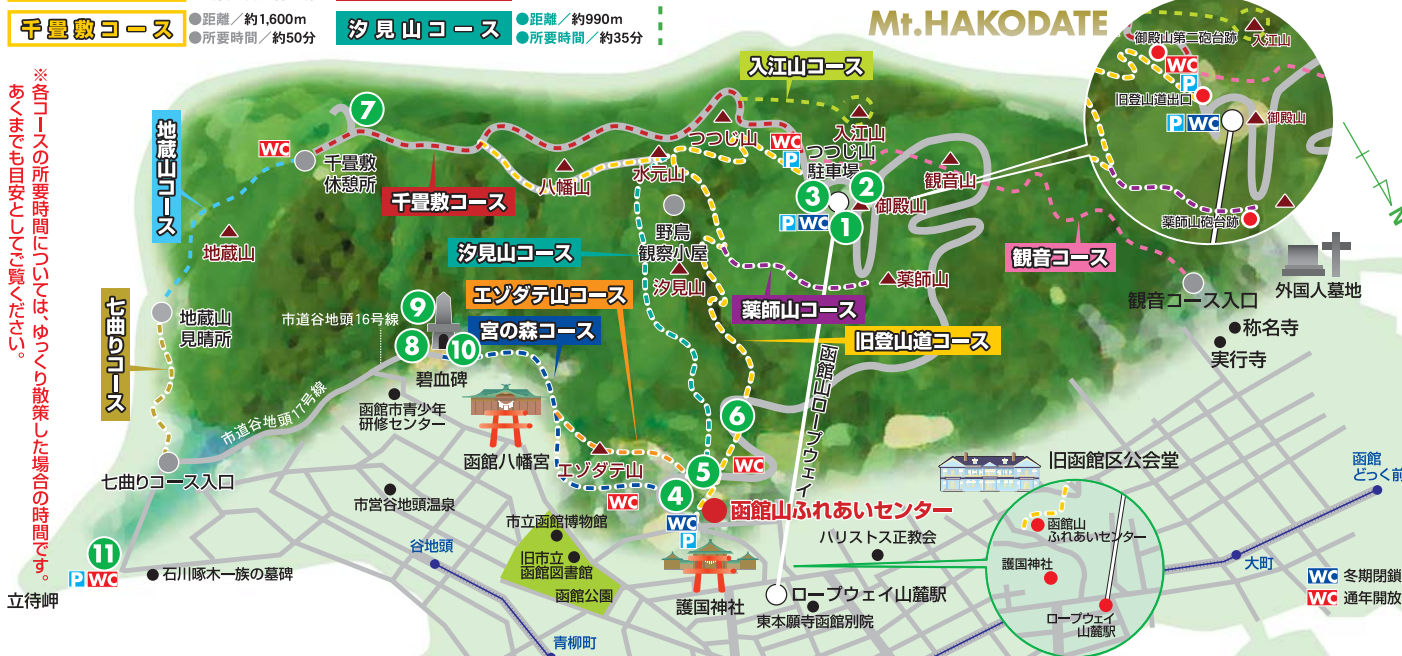 千畳敷コース
●距離／約1,600m
●所要時間／約50分
汐見山コース
●距離／約990m
●所要時間／約35分
Mt.HAKODATE
※各コースの所要時間については、ゆっくり散策した場合の時間です。
あくまでも目安としてご覧ください。
御殿山第二砲台跡
入江山
WC
P
旧登山道出口
P WC
御殿山
薬師山砲台跡
N
入江山コース
7
地蔵山コース
WC
千畳敷
休憩所
千畳敷コース
八幡山
水元山
つつじ山
WC
P
入江山
つつじ山
駐車場
3
2
御殿山
P WC
1
観音山
観音コース
地蔵山
汐見山コース
野鳥
観察小屋
汐見山
薬師山
薬師山コース
エゾダテ山コース
宮の森コース
旧登山道コース
観音コース入口
外国人墓地
称名寺
実行寺
七曲りコース
地蔵山
見晴所
市道谷地頭16号線
9
8
10
碧血碑
市道谷地頭17号線
函館市青少年
研修センター
函館八幡宮
函館山ロープウェイ
6
5
WC
エゾダテ山
WC
4
WC
P
函館山ふれあいセンター
旧函館区公会堂
函館
どっく前
七曲りコース入口
市営谷地頭温泉
市立函館博物館
旧市立
函館図書館
函館公園
谷地頭
護国神社
ハリストス正教会
函館山
ふれあいセンター
護国神社
ロープウェイ
山麓駅
大町
WC 冬期閉鎖
WC 通年開放
11
P WC
立待岬
石川啄木一族の墓碑
ロープウェイ山麓駅
東本願寺函館別院
青柳町